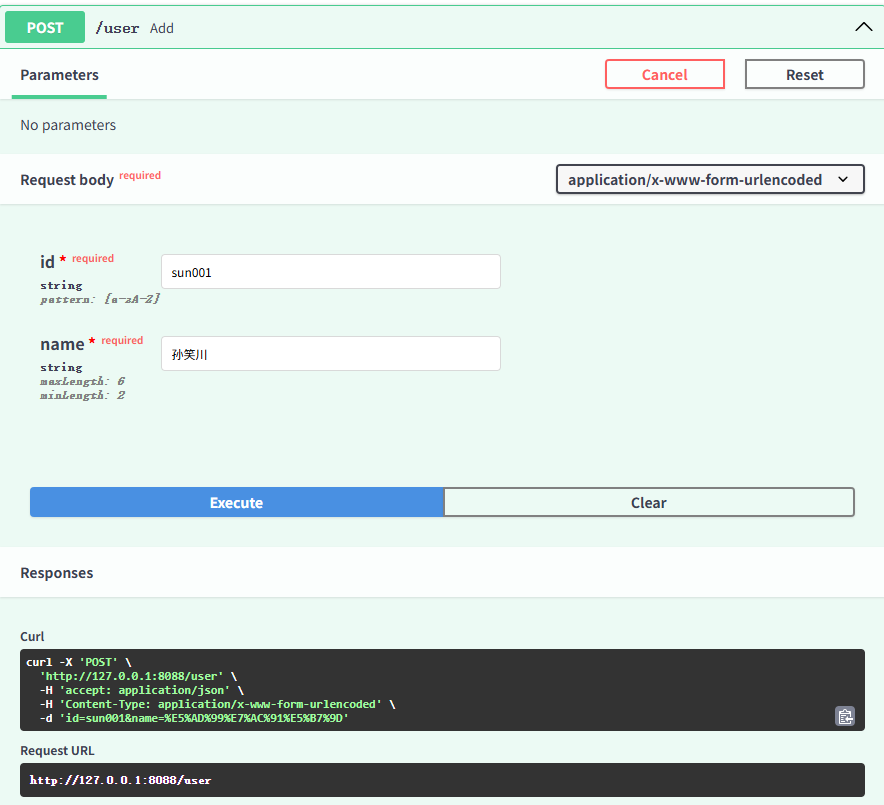 POST /user Add
Parameters Cancel Reset
No parameters
Request body required application/x-www-form-urlencoded
id * required
sun001
string
pattern: [a-zA-Z]
name * required
孙笑川
string
maxLength: 6
minLength: 2
Execute Clear
Responses
Curl
curl -X 'POST' \
'http://127.0.0.1:8088/user' \
-H 'accept: application/json' \
-H 'Content-Type: application/x-www-form-urlencoded' \
-d 'id=sun001&name=%E5%AD%99%E7%AC%91%E5%B7%9D'
Request URL
http://127.0.0.1:8088/user